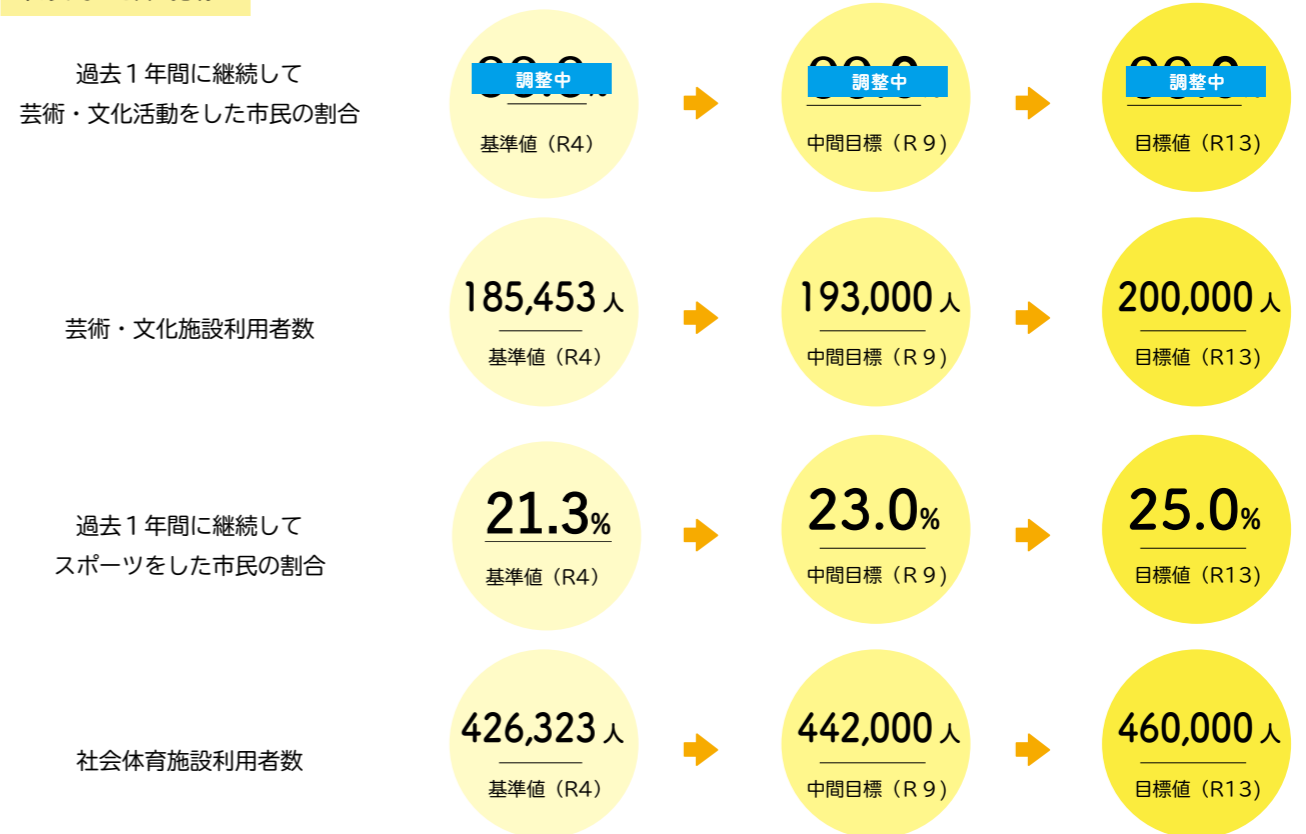 過去１年間に継続して
芸術・文化活動をした市民の割合
調整中
基準値（R4）
調整中
中間目標（R９）
調整中
目標値（R13）
芸術・文化施設利用者数
185,453 人
基準値（R4）
193,000 人
中間目標（R９）
200,000 人
目標値（R13）
過去１年間に継続して
スポーツをした市民の割合
21.3%
基準値（R4）
23.0%
中間目標（R９）
25.0%
目標値（R13）
社会体育施設利用者数
426,323 人
基準値（R4）
442,000 人
中間目標（R９）
460,000 人
目標値（R13）